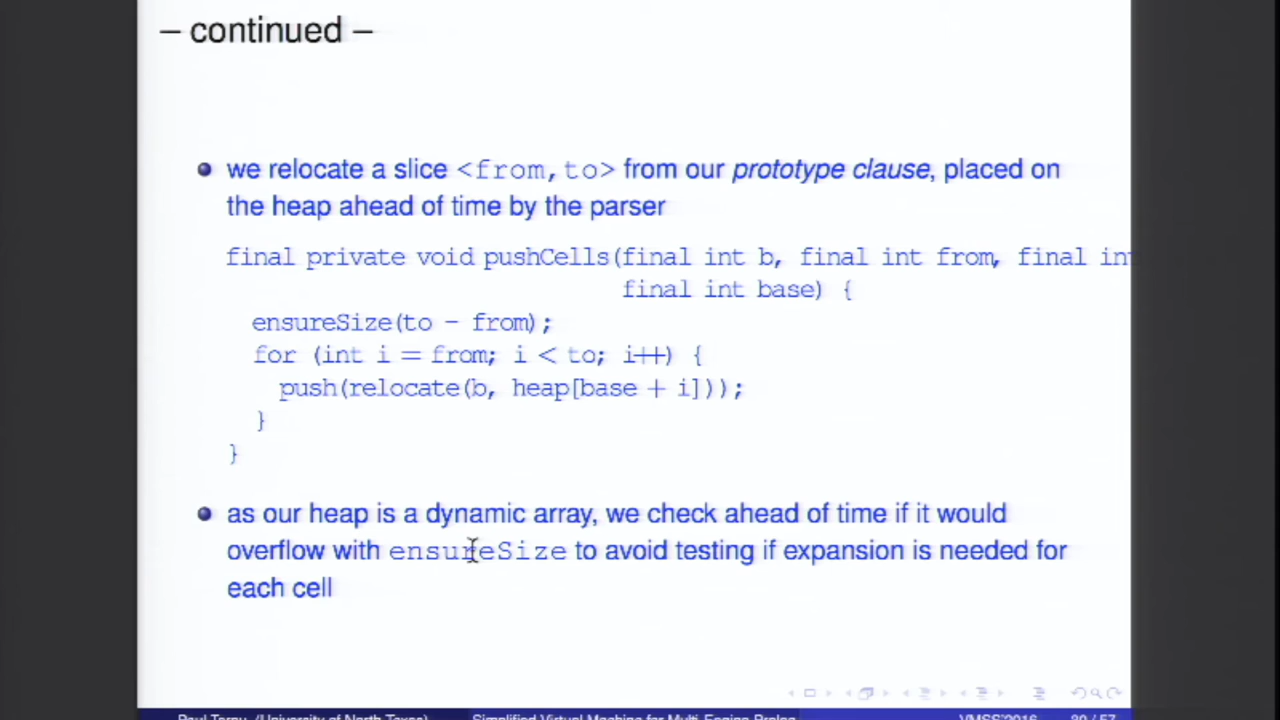 – continued –
we relocate a slice <from,to> from our prototype clause, placed on
the heap ahead of time by the parser
final private void pushCells(final int b, final int from, final int
final int base) {
ensureSize(to - from);
for (int i = from; i < to; i++) {
push(relocate(b, heap[base + i]));
}
}
as our heap is a dynamic array, we check ahead of time if it would
overflow with ensureSize to avoid testing if expansion is needed for
each cell
Paul Tarau (University of North Texas) Simplified Virtual Machine for Multi-Engine Prolog VMSS'2016 30 / 57